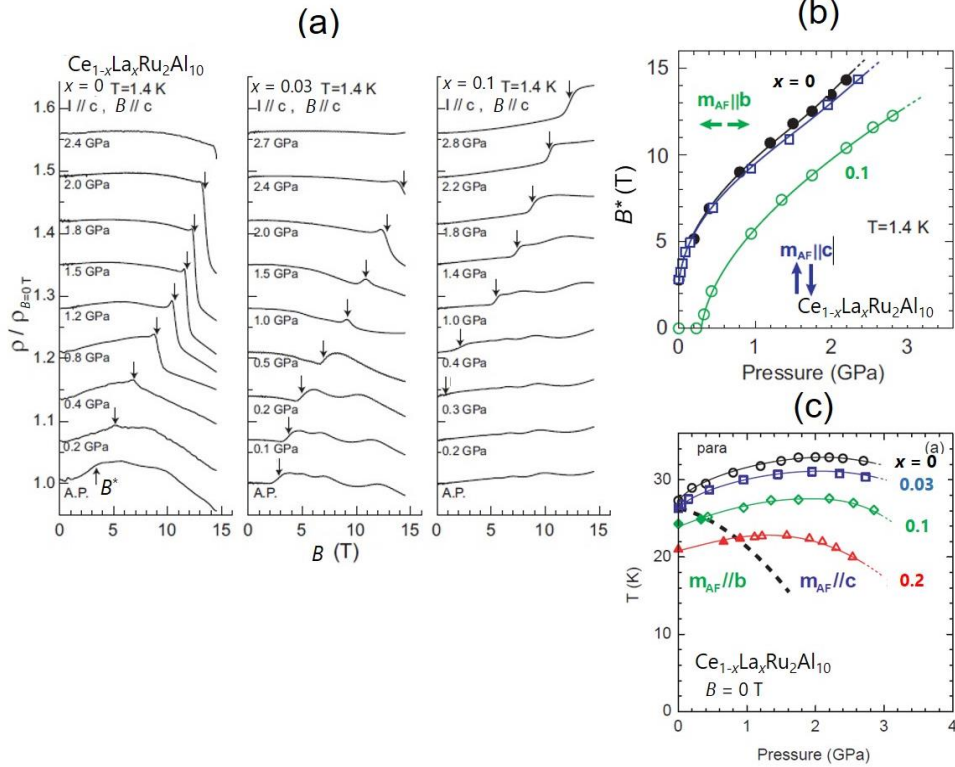 (a)
Ce1-xLaxRu2Al10
x = 0 T=1.4 K
I // c , B // c
1.6
1.5
1.4
1.3
1.2
1.1
1.0
ρ / ρB=0 T
2.4 GPa
2.0 GPa
1.8 GPa
1.5 GPa
1.2 GPa
0.8 GPa
0.4 GPa
0.2 GPa
A.P.
B*
0 5 10 15
x = 0.03 T=1.4 K
I // c , B // c
2.7 GPa
2.4 GPa
2.0 GPa
1.5 GPa
1.0 GPa
0.5 GPa
0.2 GPa
0.1 GPa
A.P.
0 5 10 15
B (T)
x = 0.1 T=1.4 K
I // c , B // c
2.8 GPa
2.2 GPa
1.8 GPa
1.4 GPa
1.0 GPa
0.4 GPa
0.3 GPa
0.2 GPa
A.P.
0 5 10 15
(b)
15
10
5
0
B* (T)
x = 0
mAF||b
0.1
T=1.4 K
mAF||c
Ce1-xLaxRu2Al10
0 1 2 3
Pressure (GPa)
(c)
para
(a)
x = 0
0.03
0.1
0.2
30
20
10
0
T (K)
mAF//b
mAF//c
Ce1-xLaxRu2Al10
B = 0 T
0 1 2 3 4
Pressure (GPa)